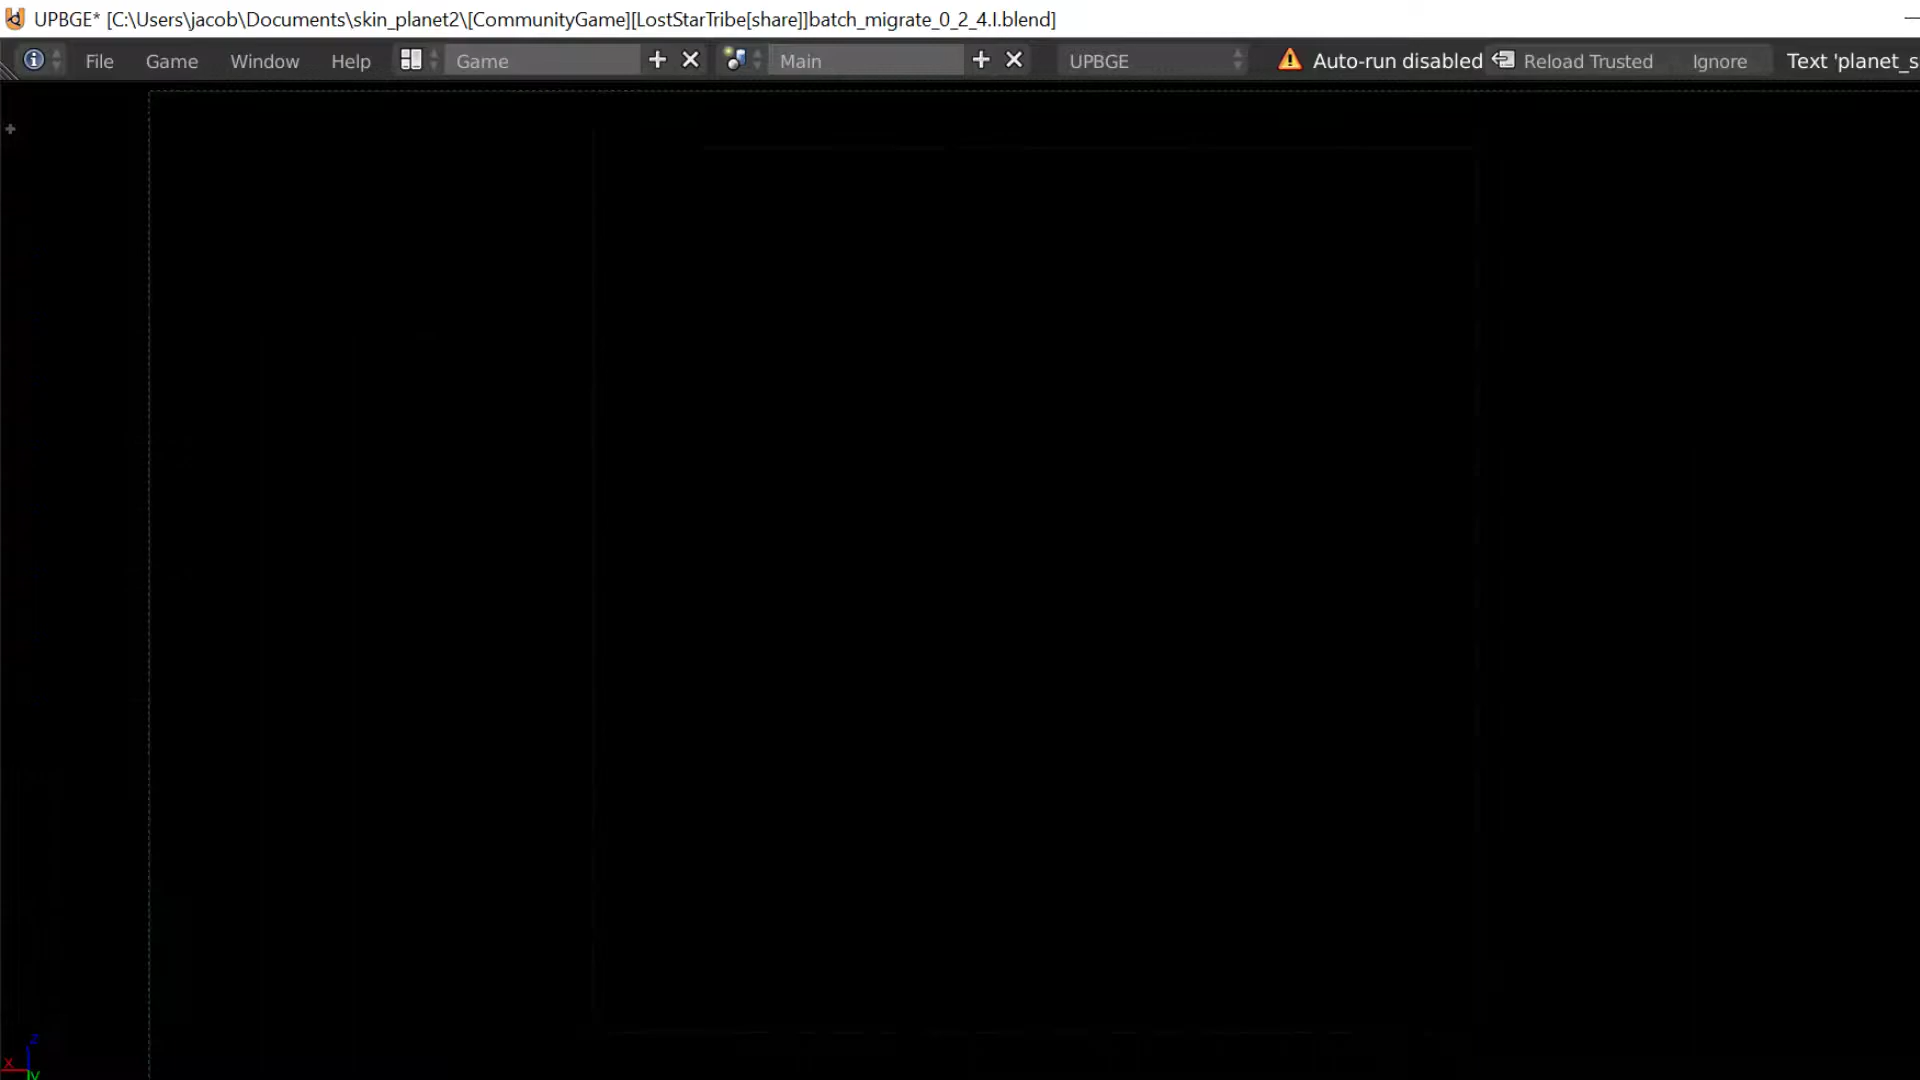 UPBGE* [C:\Users\jacob\Documents\skin_planet2\[CommunityGame][LostStarTribe[share]]batch_migrate_0_2_4.I.blend]
File Game Window Help Game Main UPBGE Auto-run disabled Reload Trusted Ignore Text 'planet_s
z
x
y